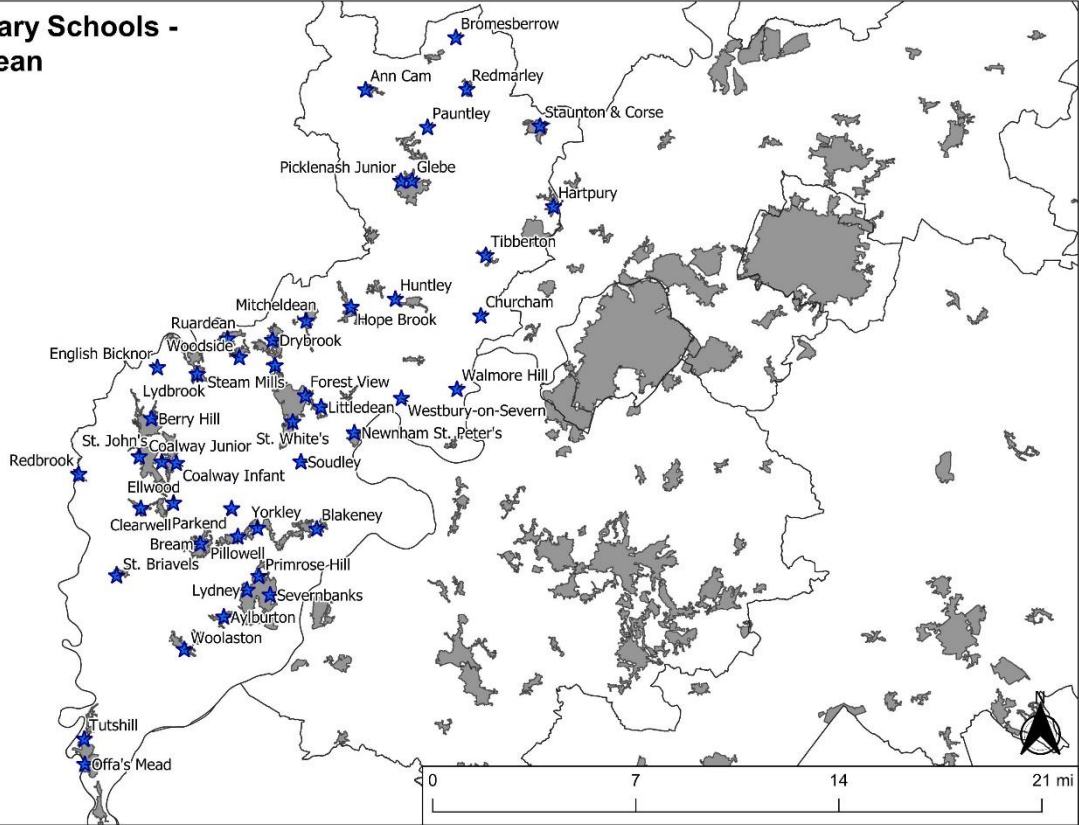 ary Schools -
ean
Bromesberrow
Ann Cam
Redmarley
Pauntley
Staunton & Corse
Picklenash Junior
Glebe
Hartpury
Tibberton
Huntley
Mitcheldean
Hope Brook
Churcham
Ruardean
Woodside
Drybrook
English Bicknor
Lydbrook
Steam Mills
Forest View
Walmore Hill
Littledean
Westbury-on-Severn
Berry Hill
St. White's
Newnham St. Peter's
St. John's
Coalway Junior
Redbrook
Coalway Infant
Soudley
Ellwood
Clearwell
Parkend
Yorkley
Blakeney
Bream
Pillowell
St. Briavels
Primrose Hill
Lydney
Severnbanks
Aylburton
Woolaston
Tutshill
Offa's Mead
N
0 7 14 21 mi